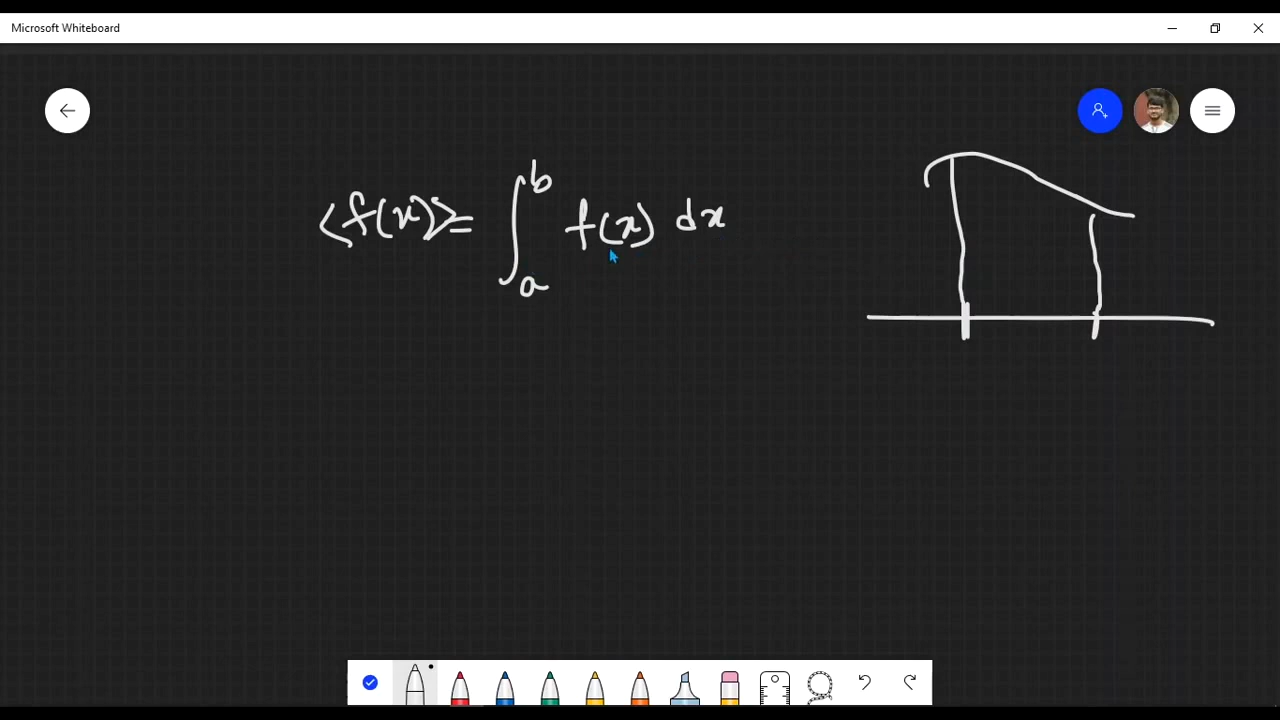 Microsoft Whiteboard
<f(x)>= ∫_a^b f(x) dx